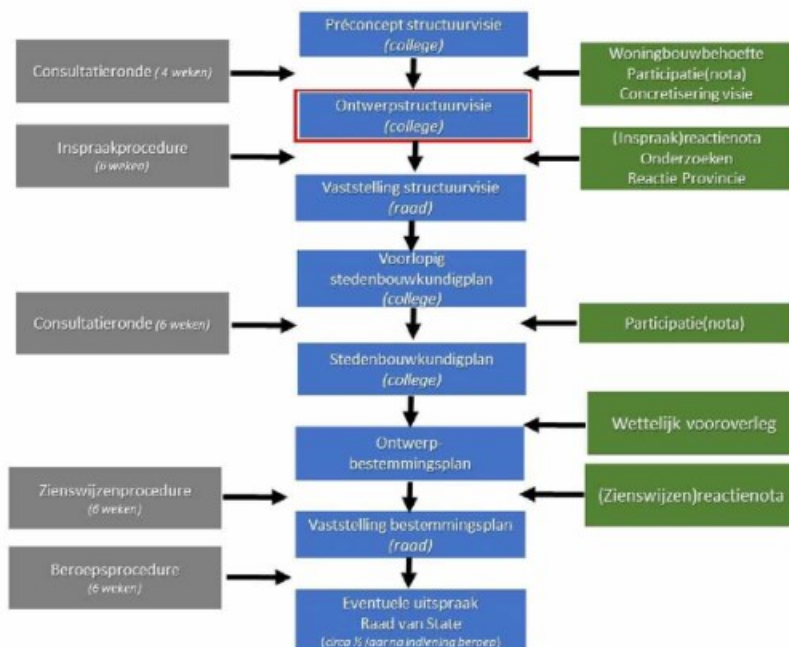 Préconcept structuurvisie
(college)
Consultatieronde (4 weken)
Woningbouwbehoefte
Participatie(nota)
Concretisering visie
Ontwerpstructuurvisie
(college)
Inspraakprocedure
(6 weken)
(Inspraak)reactienota
Onderzoeken
Reactie Provincie
Vaststelling structuurvisie
(raad)
Voorlopig
stedenbouwkundigplan
(college)
Consultatieronde (6 weken)
Participatie(nota)
Stedenbouwkundigplan
(college)
Wettelijk vooroverleg
Ontwerp-
bestemmingsplan
Zienswijzenprocedure
(6 weken)
(Zienswijzen)reactienota
Vaststelling bestemmingsplan
(raad)
Beroepsprocedure
(6 weken)
Eventuele uitspraak
Raad van State
(circa ½ jaar na indiening beroep)